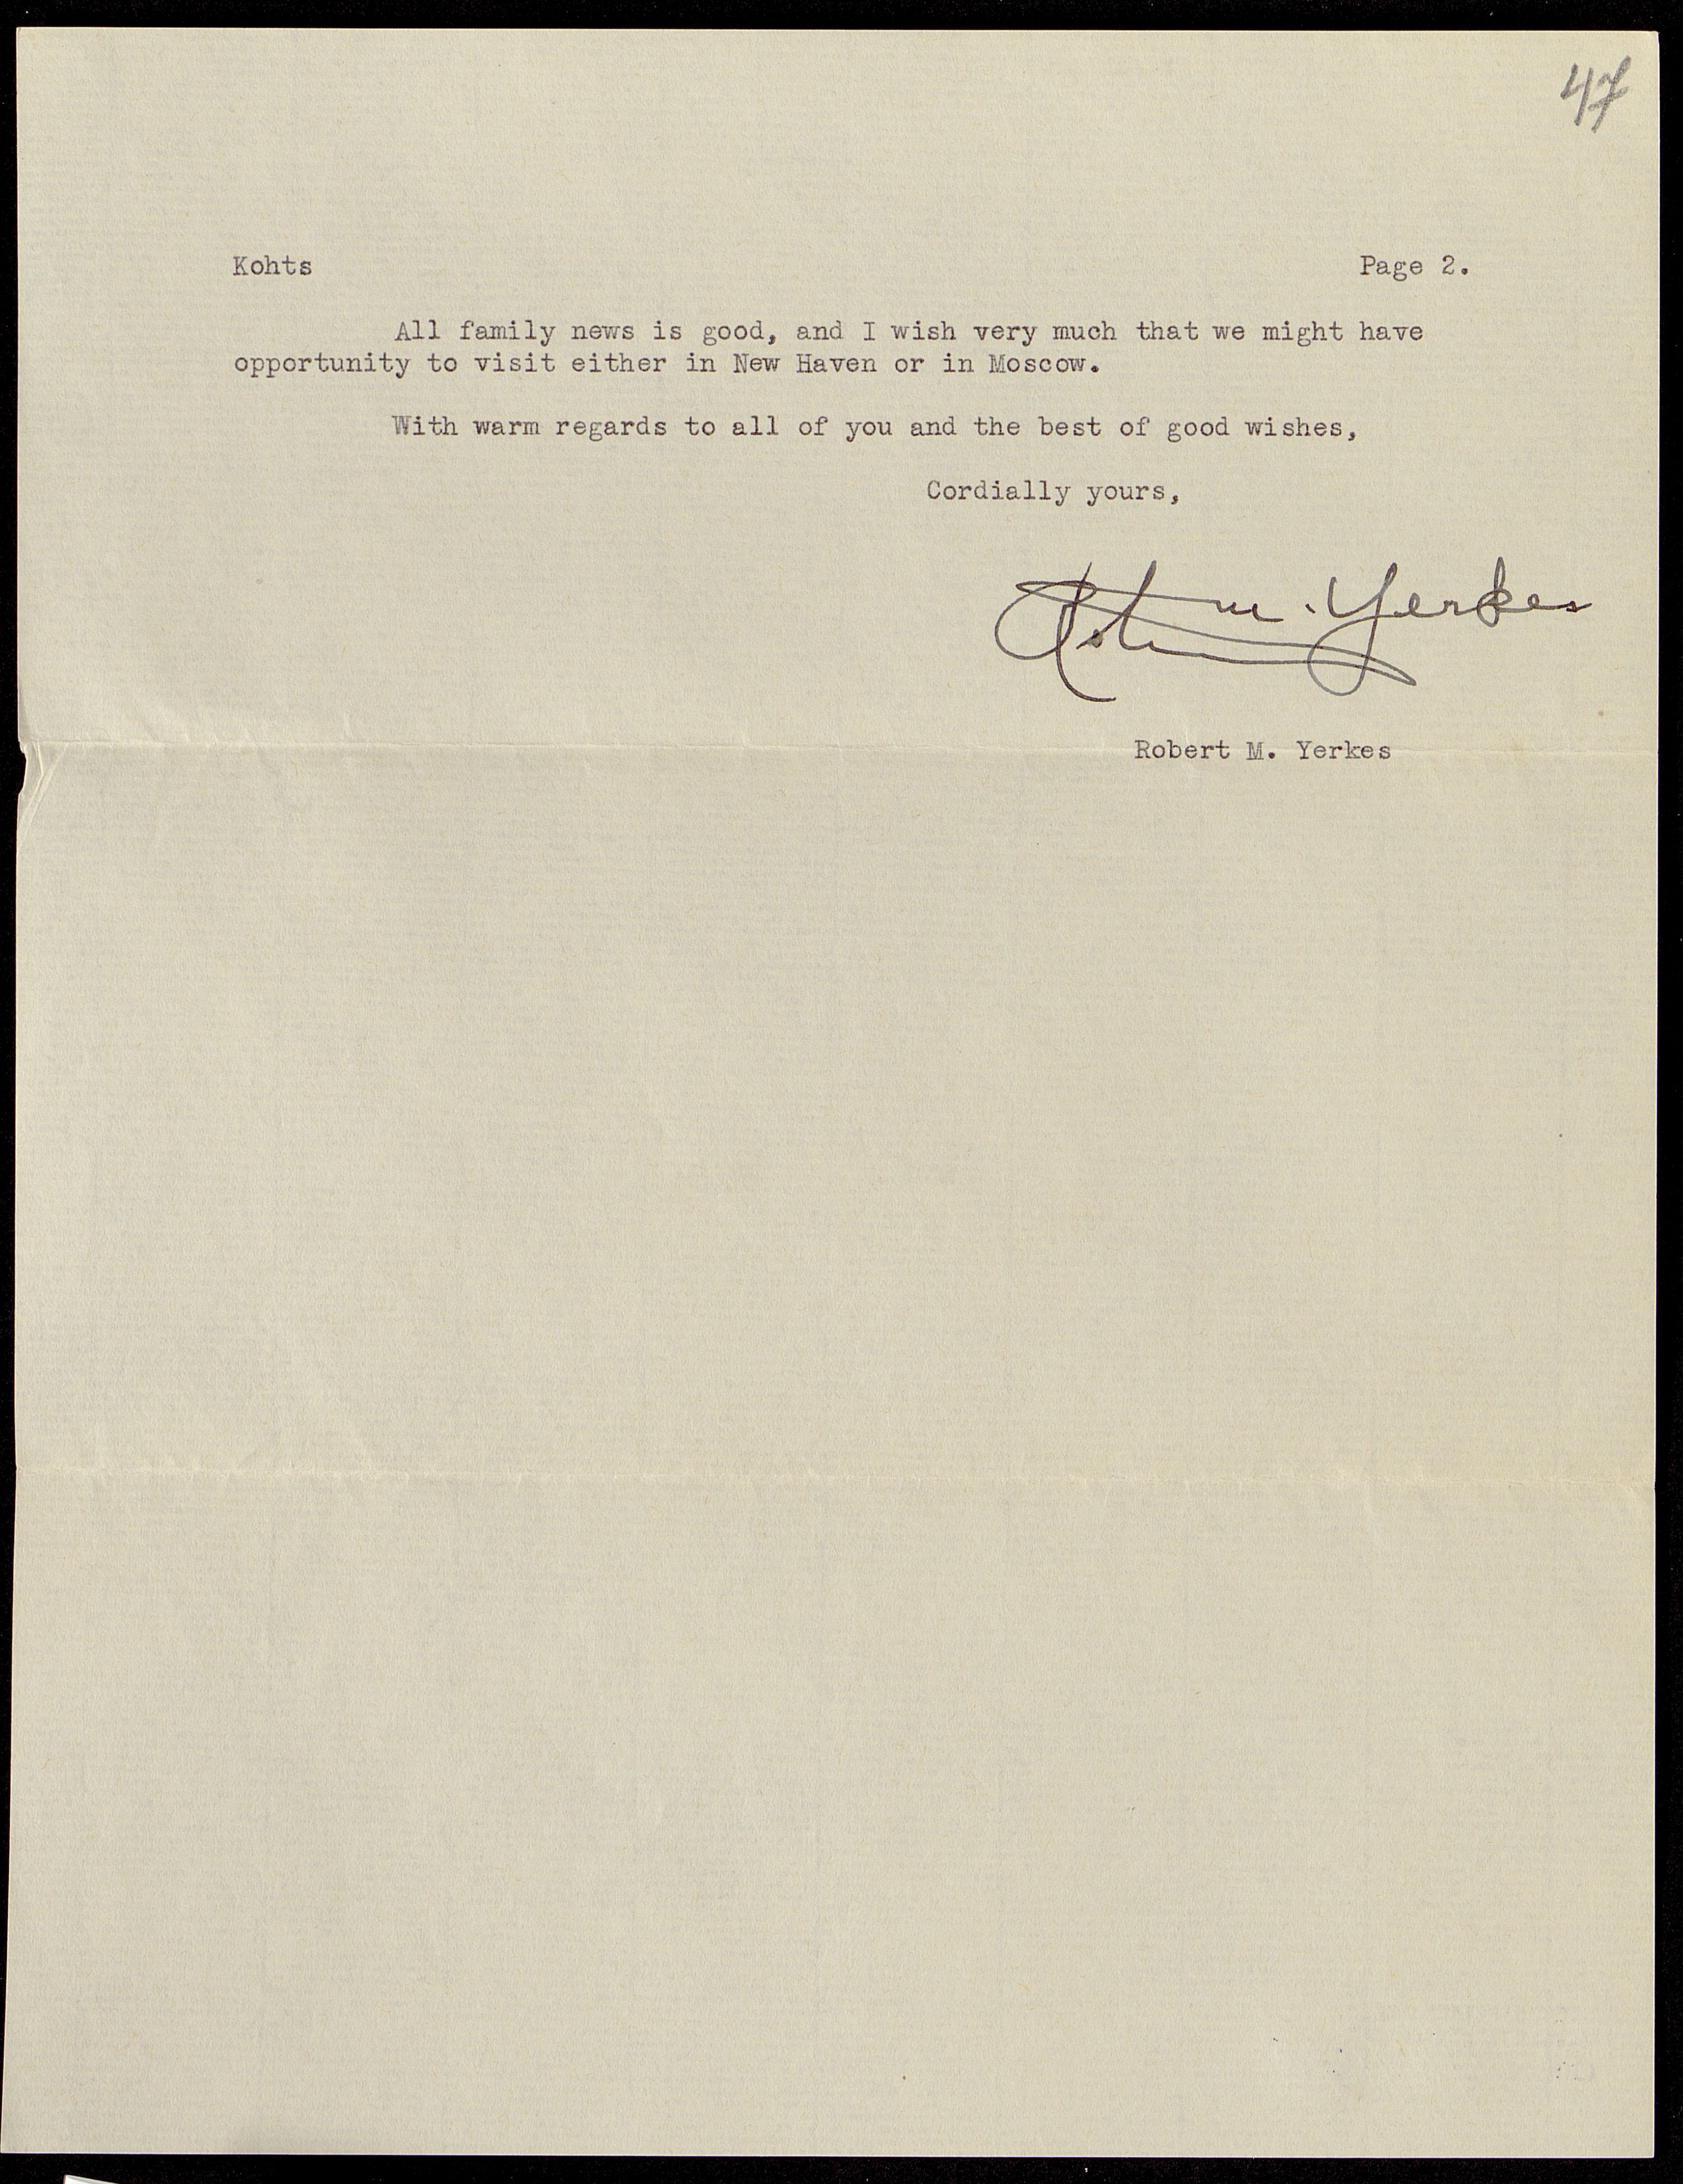 47
Kohts Page 2.
All family news is good, and I wish very much that we might have
opportunity to visit either in New Haven or in Moscow.
With warm regards to all of you and the best of good wishes,
Cordially yours,
Robt M. Yerkes
Robert M. Yerkes